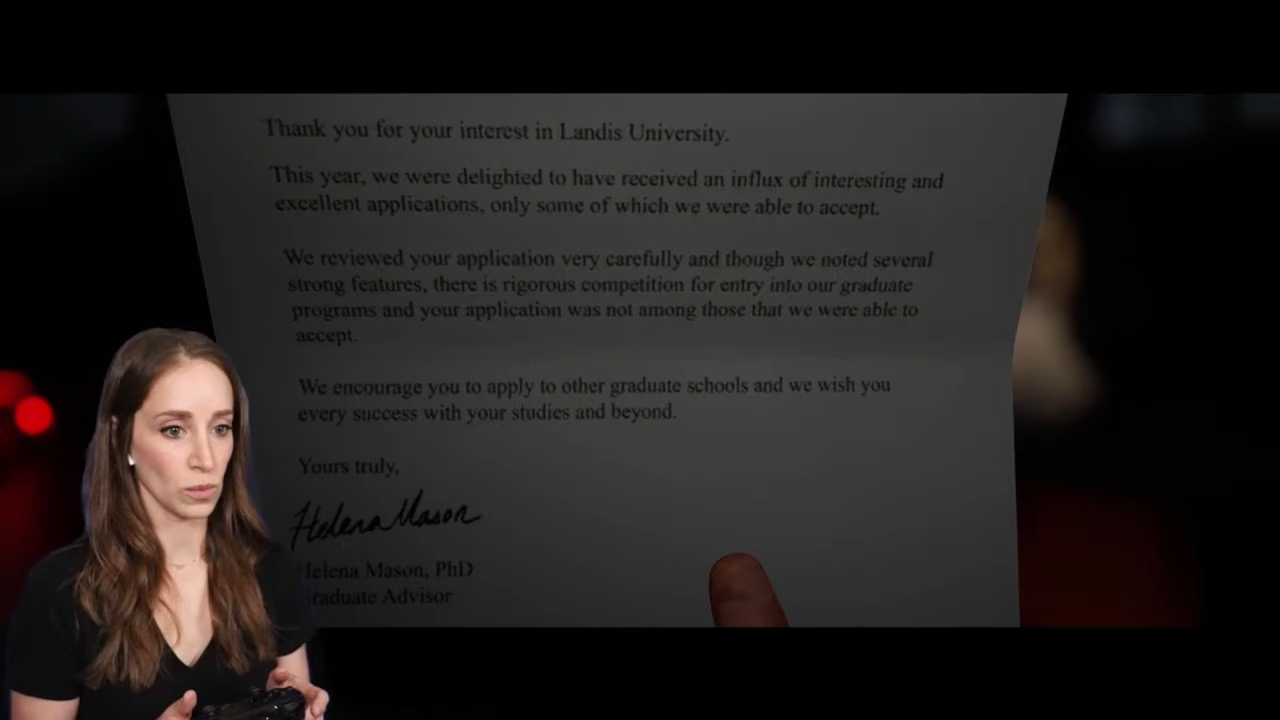 Thank you for your interest in Landis University.
This year, we were delighted to have received an influx of interesting and
excellent applications, only some of which we were able to accept.
We reviewed your application very carefully and though we noted several
strong features, there is rigorous competition for entry into our graduate
programs and your application was not among those that we were able to
accept.
We encourage you to apply to other graduate schools and we wish you
every success with your studies and beyond.
Yours truly,
Helena Mason
Helena Mason, PhD
Graduate Advisor